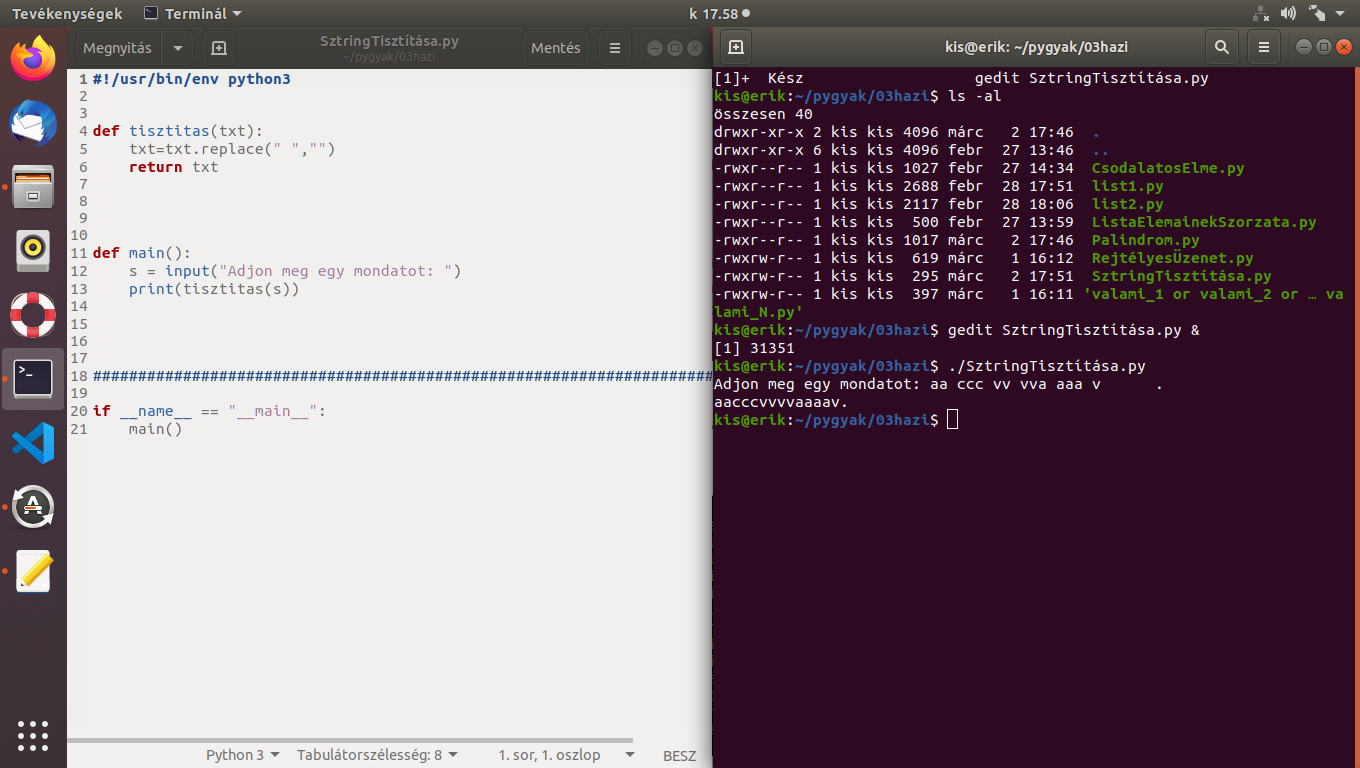 Tevékenységek Terminál k 17.58
Megnyitás SztringTisztítása.py Mentés
~/pygyak/03hazi
1 #!/usr/bin/env python3
2
3
4 def tisztitas(txt):
5 txt=txt.replace(" ","")
6 return txt
7
8
9
10
11 def main():
12 s = input("Adjon meg egy mondatot: ")
13 print(tisztitas(s))
14
15
16
17
18 #####################################################################
19
20 if __name__ == "__main__":
21 main()
Python 3 Tabulátorszélesség: 8 1. sor, 1. oszlop BESZ
kis@erik: ~/pygyak/03hazi
[1]+ Kész gedit SztringTisztítása.py
kis@erik:~/pygyak/03hazi$ ls -al
összesen 40
drwxr-xr-x 2 kis kis 4096 márc 2 17:46 .
drwxr-xr-x 6 kis kis 4096 febr 27 13:46 ..
-rwxr--r-- 1 kis kis 1027 febr 27 14:34 CsodalatosElme.py
-rwxr--r-- 1 kis kis 2688 febr 28 17:51 list1.py
-rwxr--r-- 1 kis kis 2117 febr 28 18:06 list2.py
-rwxr--r-- 1 kis kis 500 febr 27 13:59 ListaElemainekSzorzata.py
-rwxr--r-- 1 kis kis 1017 márc 2 17:46 Palindrom.py
-rwxrw-r-- 1 kis kis 619 márc 1 16:12 RejtélyesÜzenet.py
-rwxrw-r-- 1 kis kis 295 márc 2 17:51 SztringTisztítása.py
-rwxrw-r-- 1 kis kis 397 márc 1 16:11 'valami_1 or valami_2 or … va
lami_N.py'
kis@erik:~/pygyak/03hazi$ gedit SztringTisztítása.py &
[1] 31351
kis@erik:~/pygyak/03hazi$ ./SztringTisztítása.py
Adjon meg egy mondatot: aa ccc vv vva aaa v .
aacccvvvvaaaav.
kis@erik:~/pygyak/03hazi$